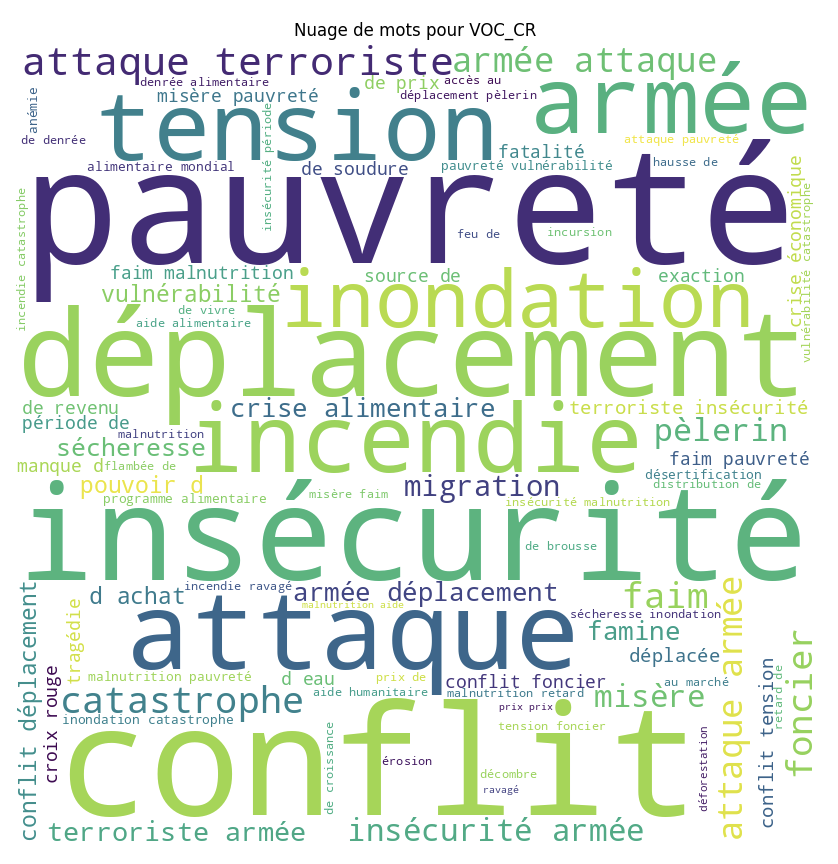 Nuage de mots pour VOC_CR
attaque terroriste
armée attaque
denrée alimentaire
de prix
accès au
tension
armée
anémie
misère pauvreté
déplacement pèlerin
de denrée
insécurité période
fatalité
attaque pauvreté
alimentaire mondial
de soudure
pauvreté vulnérabilité
hausse de
pauvreté
crise économique
vulnérabilité catastrophe
incendie catastrophe
feu de
incursion
faim malnutrition
inondation
source de
exaction
vulnérabilité
de vivre
aide alimentaire
déplacement
de revenu
crise alimentaire
terroriste insécurité
période de
incendie
pèlerin
malnutrition
sécheresse
faim pauvreté
manque d
flambée de
désertification
pouvoir d
migration
distribution de
programme alimentaire
misère faim
insécurité malnutrition
insécurité
de brousse
conflit déplacement
incendie ravagé
armée déplacement
attaque armée
d achat
faim
malnutrition aide
sécheresse inondation
tragédie
attaque
famine
déplacée
foncier
croix rouge
malnutrition pauvreté
d eau
prix de
conflit foncier
au marché
conflit tension
retard de
catastrophe
aide humanitaire
malnutrition retard
misère
prix prix
inondation catastrophe
conflit
tension foncier
de croissance
érosion
déforestation
décombre
ravagé
terroriste armée
insécurité armée